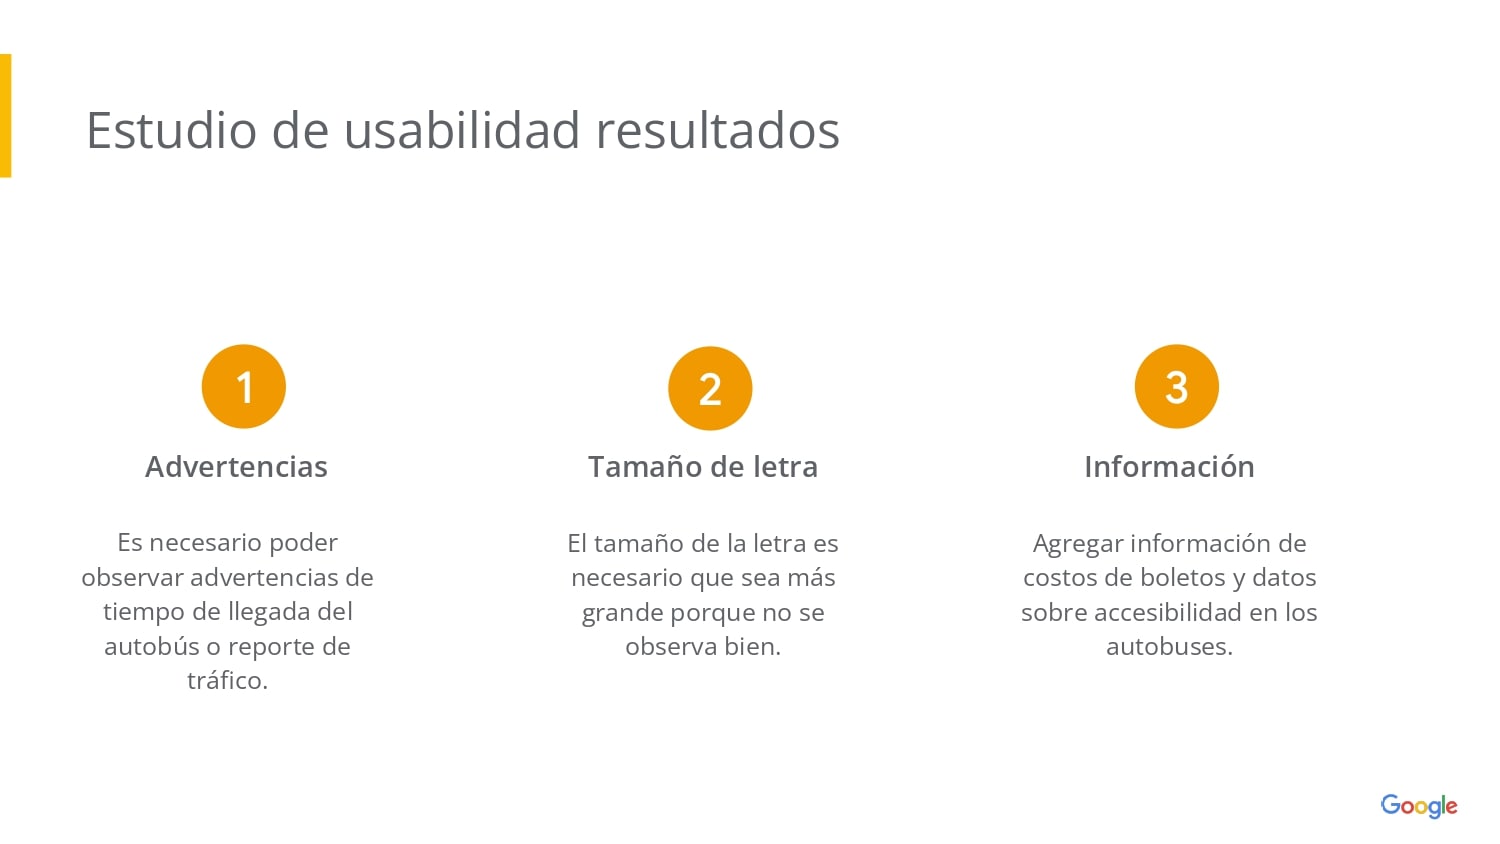 Estudio de usabilidad resultados
1
Advertencias
Es necesario poder
observar advertencias de
tiempo de llegada del
autobús o reporte de
tráfico.
2
Tamaño de letra
El tamaño de la letra es
necesario que sea más
grande porque no se
observa bien.
3
Información
Agregar información de
costos de boletos y datos
sobre accesibilidad en los
autobuses.
Google